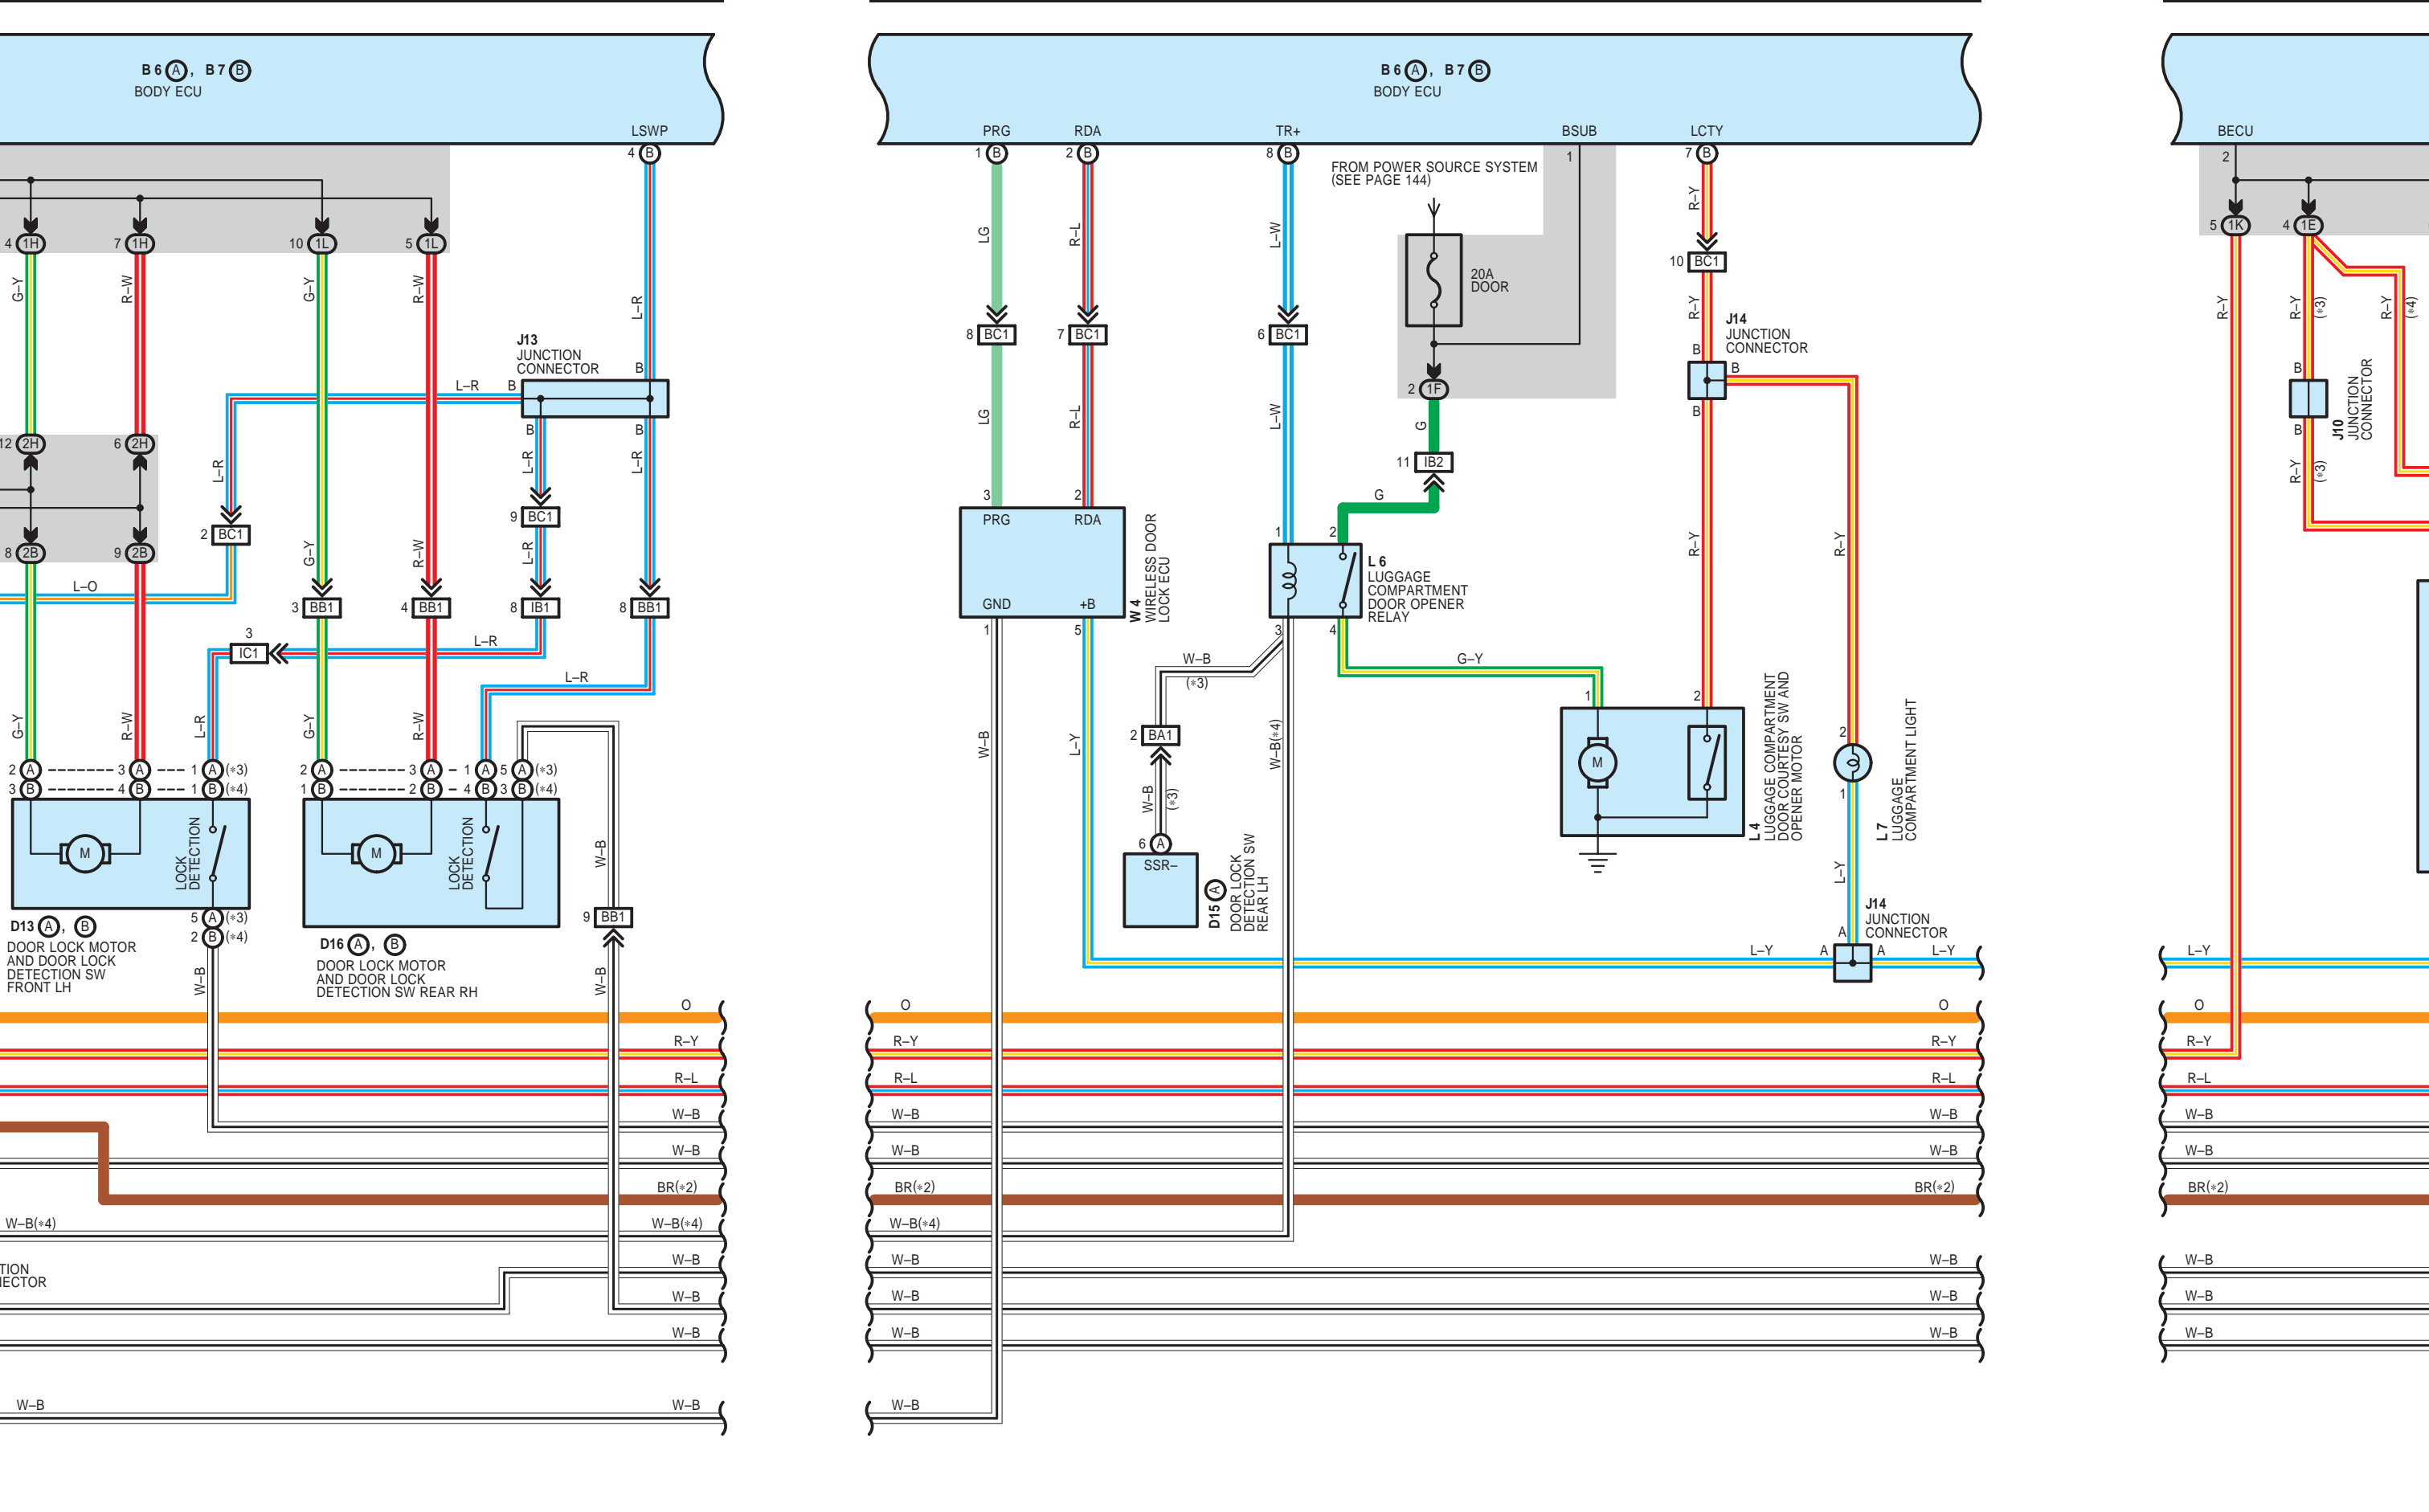 B 6 A , B 7 B
BODY ECU
LSWP
4 B
4 1H
7 1H
10 1L
5 1L
G–Y
R–W
G–Y
R–W
L–R
J13
JUNCTION
CONNECTOR
L–R
B
B
B
B
L–R
L–R
L–R
12 2H
6 2H
2 BC1
9 BC1
8 2B
9 2B
G–Y
R–W
L–R
L–O
3 BB1
4 BB1
8 IB1
8 BB1
3
IC1
L–R
L–R
G–Y
R–W
L–R
G–Y
R–W
2 A
3 A
1 A (∗3)
3 B
4 B
1 B (∗4)
2 A
3 A
1 A
5 A (∗3)
1 B
2 B
4 B
3 B (∗4)
M
LOCK
DETECTION
M
LOCK
DETECTION
W–B
9 BB1
5 A (∗3)
2 B (∗4)
D13 A , B
DOOR LOCK MOTOR
AND DOOR LOCK
DETECTION SW
FRONT LH
W–B
D16 A , B
DOOR LOCK MOTOR
AND DOOR LOCK
DETECTION SW REAR RH
W–B
O
R–Y
R–L
W–B
W–B
BR(∗2)
W–B(∗4)
W–B(∗4)
W–B
TION
NECTOR
W–B
W–B
W–B
W–B
B 6 A , B 7 B
BODY ECU
PRG
RDA
TR+
BSUB
LCTY
1 B
2 B
8 B
1
7 B
FROM POWER SOURCE SYSTEM
(SEE PAGE 144)
LG
R–L
L–W
R–Y
20A
DOOR
10 BC1
R–Y
8 BC1
7 BC1
6 BC1
J14
JUNCTION
CONNECTOR
B
B
B
2 1F
LG
R–L
L–W
G
11 IB2
G
3
2
PRG
RDA
GND
+B
1
5
W 4
WIRELESS DOOR
LOCK ECU
1
2
3
4
L 6
LUGGAGE
COMPARTMENT
DOOR OPENER
RELAY
R–Y
R–Y
W–B
(∗3)
G–Y
2 BA1
W–B
(∗3)
W–B
L–Y
W–B(∗4)
1
2
M
L 4
LUGGAGE COMPARTMENT
DOOR COURTESY SW AND
OPENER MOTOR
2
1
L 7
LUGGAGE
COMPARTMENT LIGHT
6 A
SSR–
D15 A
DOOR LOCK
DETECTION SW
REAR LH
L–Y
J14
JUNCTION
CONNECTOR
A
L–Y
A
A
L–Y
O
O
R–Y
R–Y
R–L
R–L
W–B
W–B
W–B
W–B
BR(∗2)
BR(∗2)
W–B(∗4)
W–B
W–B
W–B
W–B
W–B
W–B
W–B
BECU
2
5 1K
4 1E
R–Y
R–Y
(∗3)
R–Y
(∗4)
B
B
J10
JUNCTION
CONNECTOR
R–Y
(∗3)
L–Y
O
R–Y
R–L
W–B
W–B
BR(∗2)
W–B
W–B
W–B